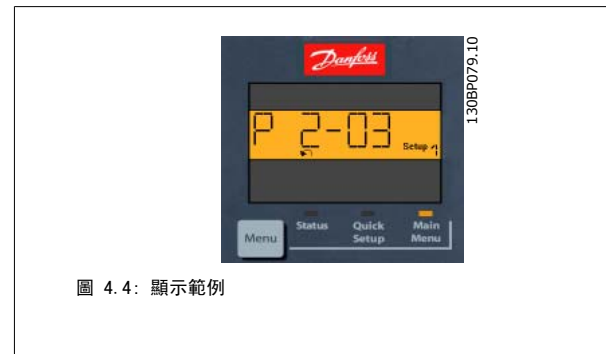 Danfoss
130BP079.10
P 2-03
Setup 1
Status
Quick Setup
Main Menu
Menu
圖 4.4: 顯示範例